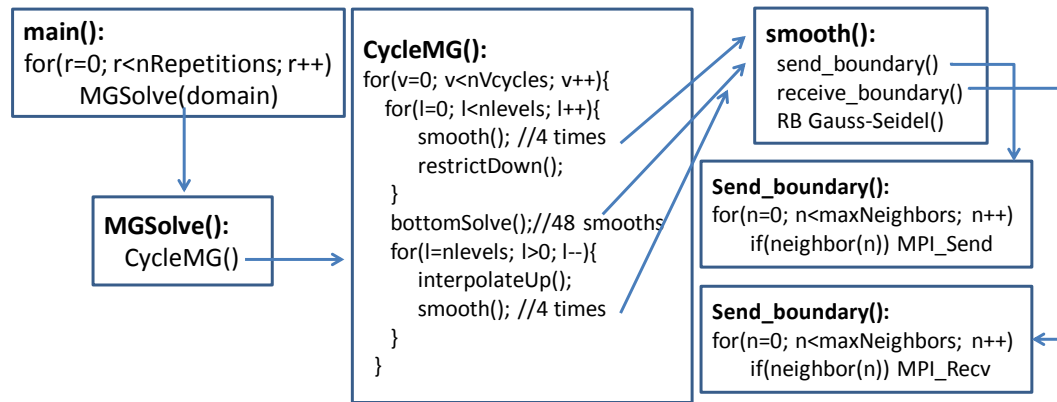 main():
for(r=0; r<nRepetitions; r++)
MGSolve(domain)
MGSolve():
CycleMG()
CycleMG():
for(v=0; v<nVcycles; v++){
for(l=0; l<nlevels; l++){
smooth(); //4 times
restrictDown();
}
bottomSolve();//48 smooths
for(l=nlevels; l>0; l--){
interpolateUp();
smooth(); //4 times
}
}
smooth():
send_boundary()
receive_boundary()
RB Gauss-Seidel()
Send_boundary():
for(n=0; n<maxNeighbors; n++)
if(neighbor(n)) MPI_Send
Send_boundary():
for(n=0; n<maxNeighbors; n++)
if(neighbor(n)) MPI_Recv